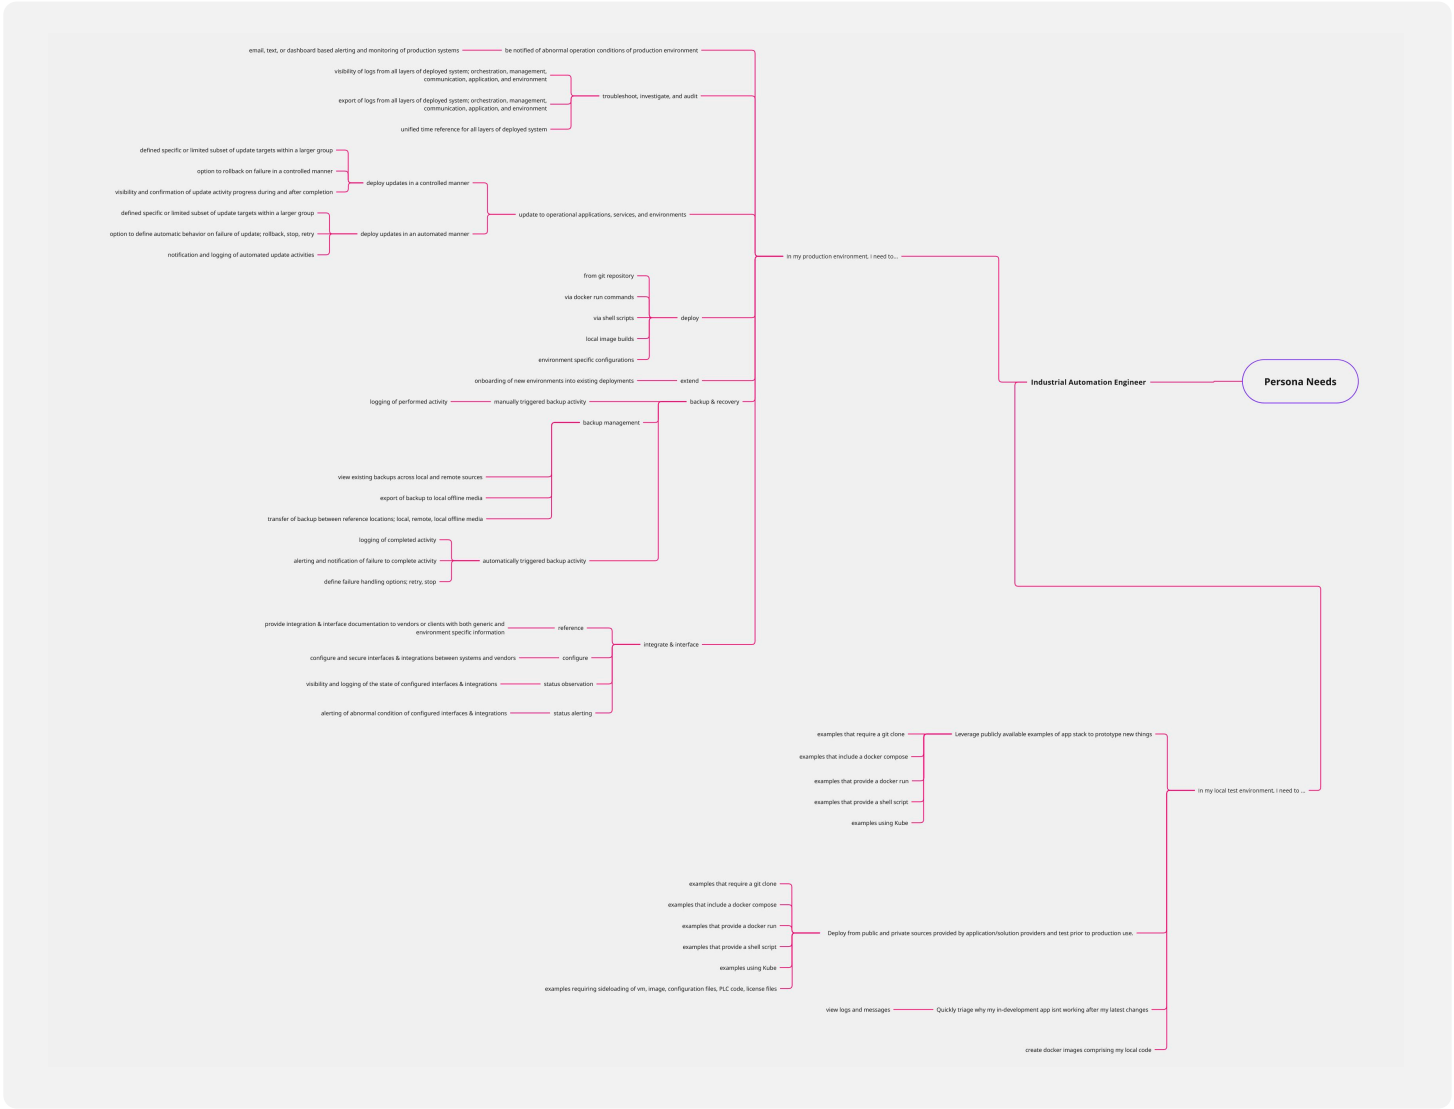 Persona Needs
Industrial Automation Engineer
In my production environment, I need to...
be notified of abnormal operation conditions of production environment
email, text, or dashboard based alerting and monitoring of production systems
troubleshoot, investigate, and audit
visibility of logs from all layers of deployed system; orchestration, management,
communication, application, and environment
export of logs from all layers of deployed system; orchestration, management,
communication, application, and environment
unified time reference for all layers of deployed system
update to operational applications, services, and environments
deploy updates in a controlled manner
defined specific or limited subset of update targets within a larger group
option to rollback on failure in a controlled manner
visibility and confirmation of update activity progress during and after completion
deploy updates in an automated manner
defined specific or limited subset of update targets within a larger group
option to define automatic behavior on failure of update; rollback, stop, retry
notification and logging of automated update activities
deploy
from git repository
via docker run commands
via shell scripts
local image builds
environment specific configurations
extend
onboarding of new environments into existing deployments
backup & recovery
manually triggered backup activity
logging of performed activity
backup management
view existing backups across local and remote sources
export of backup to local offline media
transfer of backup between reference locations; local, remote, local offline media
automatically triggered backup activity
logging of completed activity
alerting and notification of failure to complete activity
define failure handling options; retry, stop
integrate & interface
reference
provide integration & interface documentation to vendors or clients with both generic and
environment specific information
configure
configure and secure interfaces & integrations between systems and vendors
status observation
visibility and logging of the state of configured interfaces & integrations
status alerting
alerting of abnormal condition of configured interfaces & integrations
In my local test environment, I need to ...
Leverage publicly available examples of app stack to prototype new things
examples that require a git clone
examples that include a docker compose
examples that provide a docker run
examples that provide a shell script
examples using Kube
Deploy from public and private sources provided by application/solution providers and test prior to production use.
examples that require a git clone
examples that include a docker compose
examples that provide a docker run
examples that provide a shell script
examples using Kube
examples requiring sideloading of vm, image, configuration files, PLC code, license files
Quickly triage why my in-development app isnt working after my latest changes
view logs and messages
create docker images comprising my local code